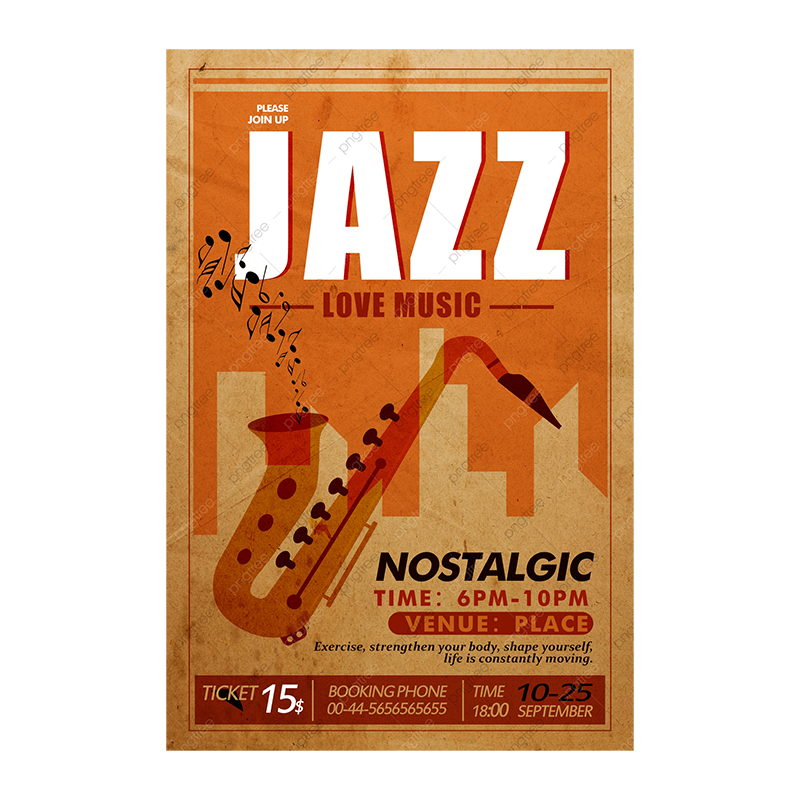 PLEASE
JOIN UP
JAZZ
LOVE MUSIC
NOSTALGIC
TIME: 6PM-10PM
VENUE: PLACE
Exercise, strengthen your body, shape yourself,
life is constantly moving.
TICKET 15$
BOOKING PHONE
00-44-5656565655
TIME 10-25
18:00 SEPTEMBER
pngtree